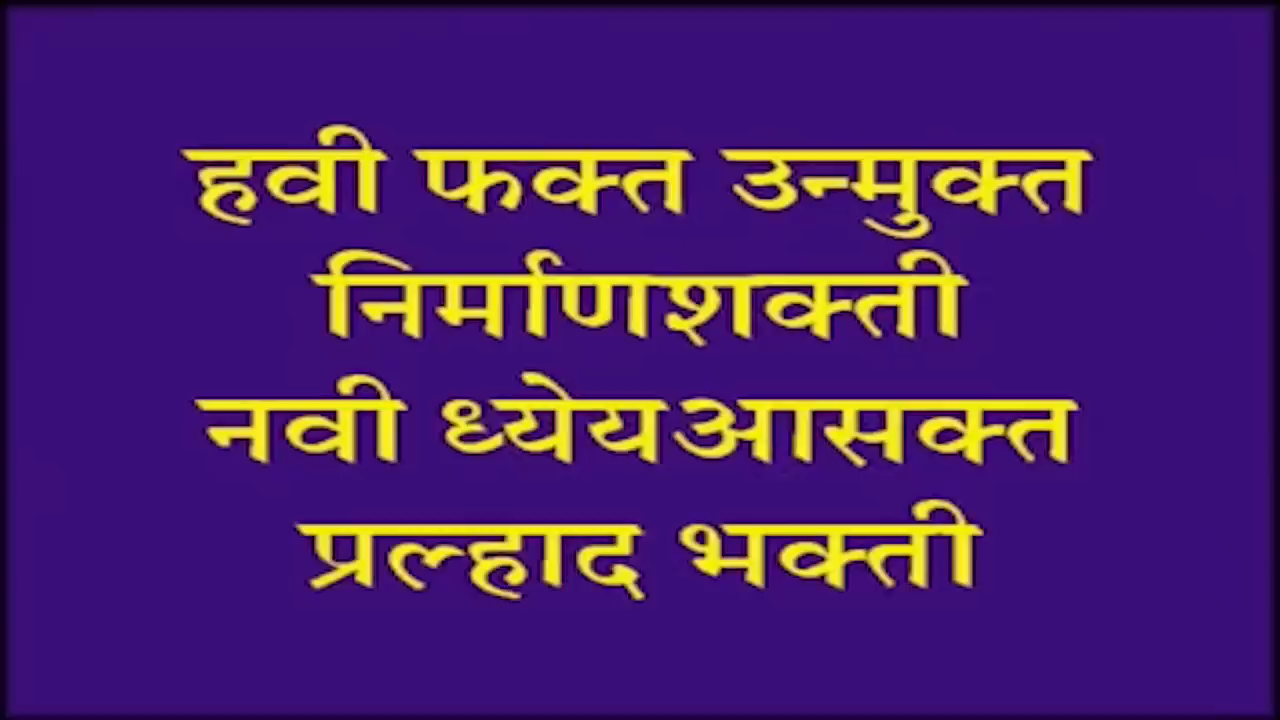 हवी फक्त उन्मुक्त
निर्माणशक्ती
नवी ध्येयआसक्त
प्रल्हाद भक्ती